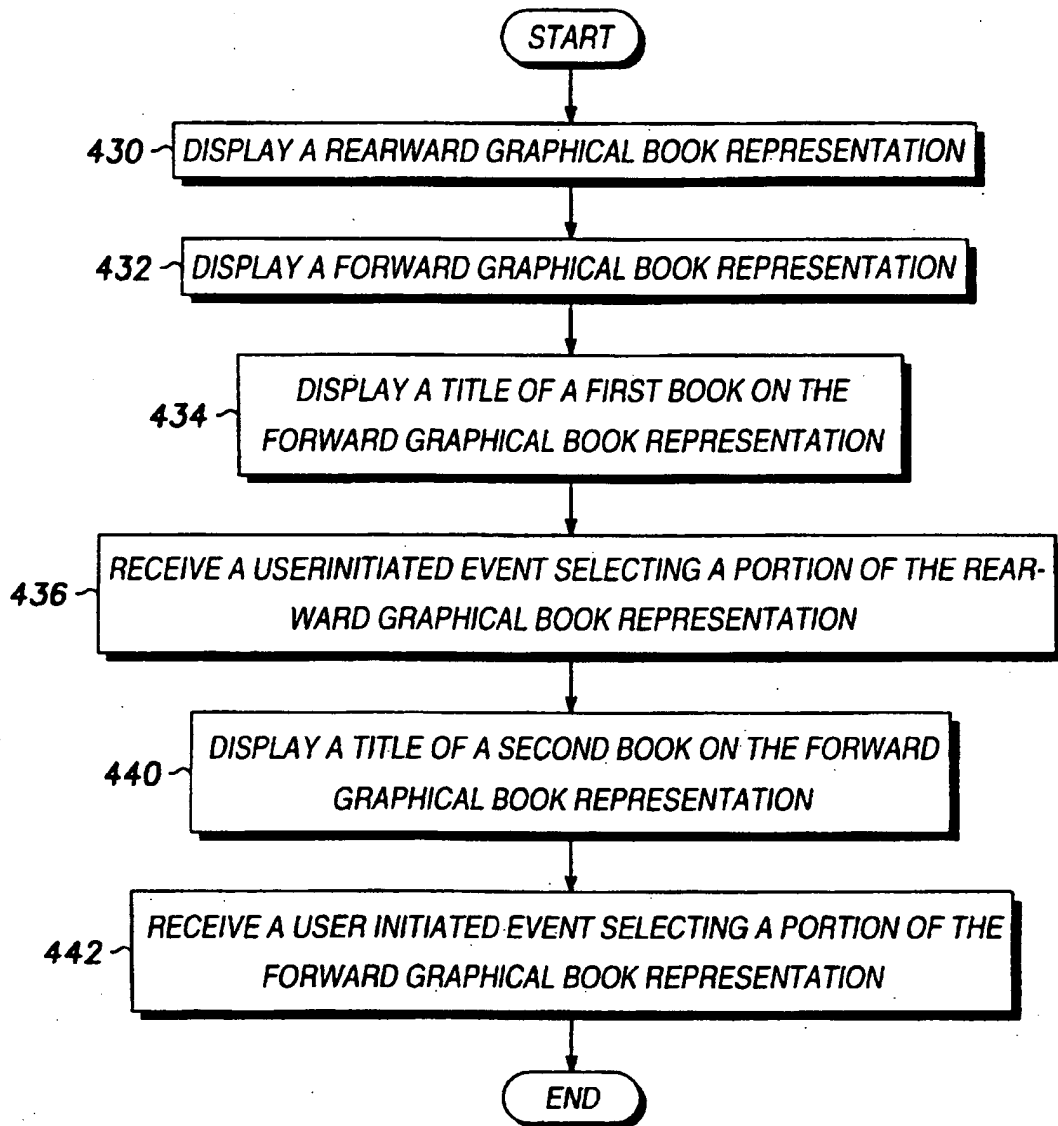 START
430
DISPLAY A REARWARD GRAPHICAL BOOK REPRESENTATION
432
DISPLAY A FORWARD GRAPHICAL BOOK REPRESENTATION
434
DISPLAY A TITLE OF A FIRST BOOK ON THE
FORWARD GRAPHICAL BOOK REPRESENTATION
436
RECEIVE A USERINITIATED EVENT SELECTING A PORTION OF THE REAR-
WARD GRAPHICAL BOOK REPRESENTATION
440
DISPLAY A TITLE OF A SECOND BOOK ON THE FORWARD
GRAPHICAL BOOK REPRESENTATION
442
RECEIVE A USER INITIATED EVENT SELECTING A PORTION OF THE
FORWARD GRAPHICAL BOOK REPRESENTATION
END